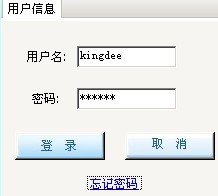 用户信息
用户名: kingdee
密码: ******
登 录 取 消
忘记密码